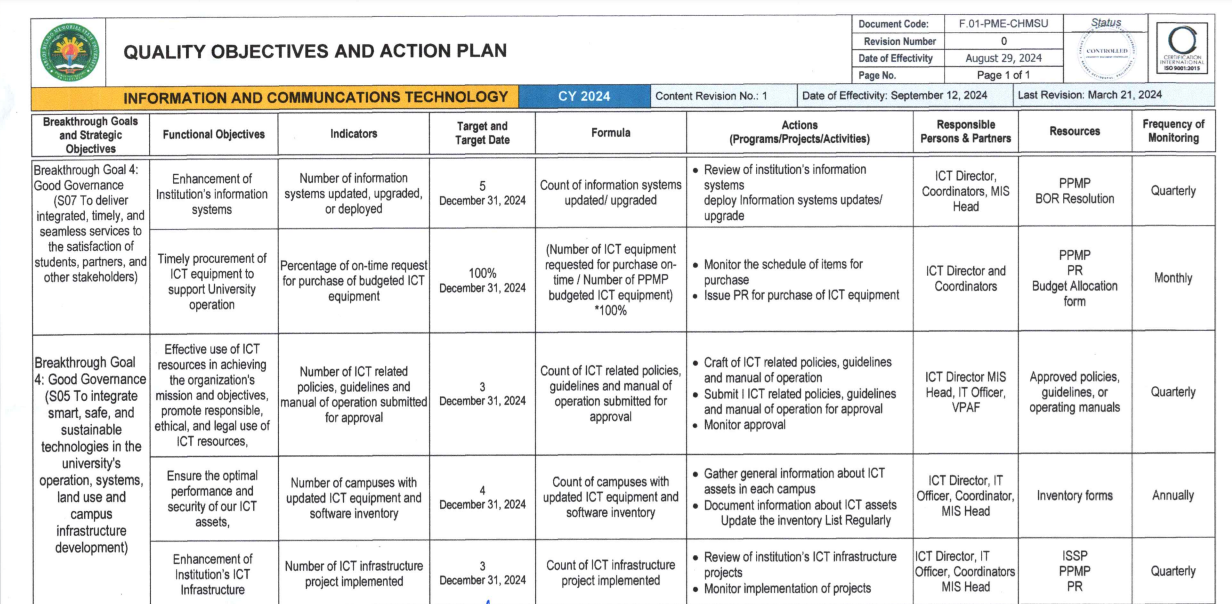 QUALITY OBJECTIVES AND ACTION PLAN
Document Code: F.01-PME-CHMSU
Revision Number 0
Date of Effectivity August 29, 2024
Page No. Page 1 of 1
Status
CONTROLLED
CERTIFICATION
INTERNATIONAL
ISO 9001:2015
INFORMATION AND COMMUNCATIONS TECHNOLOGY
CY 2024
Content Revision No.: 1
Date of Effectivity: September 12, 2024
Last Revision: March 21, 2024
Breakthrough Goals
and Strategic
Objectives
Functional Objectives
Indicators
Target and
Target Date
Formula
Actions
(Programs/Projects/Activities)
Responsible
Persons & Partners
Resources
Frequency of
Monitoring
Breakthrough Goal 4:
Good Governance
(S07 To deliver
integrated, timely, and
seamless services to
the satisfaction of
students, partners, and
other stakeholders)
Enhancement of
Institution's information
systems
Number of information
systems updated, upgraded,
or deployed
5
December 31, 2024
Count of information systems
updated/ upgraded
• Review of institution's information
systems
deploy Information systems updates/
upgrade
ICT Director,
Coordinators, MIS
Head
PPMP
BOR Resolution
Quarterly
Timely procurement of
ICT equipment to
support University
operation
Percentage of on-time request
for purchase of budgeted ICT
equipment
100%
December 31, 2024
(Number of ICT equipment
requested for purchase on-
time / Number of PPMP
budgeted ICT equipment)
*100%
• Monitor the schedule of items for
purchase
• Issue PR for purchase of ICT equipment
ICT Director and
Coordinators
PPMP
PR
Budget Allocation
form
Monthly
Breakthrough Goal
4: Good Governance
(S05 To integrate
smart, safe, and
sustainable
technologies in the
university's
operation, systems,
land use and
campus
infrastructure
development)
Effective use of ICT
resources in achieving
the organization's
mission and objectives,
promote responsible,
ethical, and legal use of
ICT resources,
Number of ICT related
policies, guidelines and
manual of operation submitted
for approval
3
December 31, 2024
Count of ICT related policies,
guidelines and manual of
operation submitted for
approval
• Craft of ICT related policies, guidelines
and manual of operation
• Submit I ICT related policies, guidelines
and manual of operation for approval
• Monitor approval
ICT Director MIS
Head, IT Officer,
VPAF
Approved policies,
guidelines, or
operating manuals
Quarterly
Ensure the optimal
performance and
security of our ICT
assets,
Number of campuses with
updated ICT equipment and
software inventory
4
December 31, 2024
Count of campuses with
updated ICT equipment and
software inventory
• Gather general information about ICT
assets in each campus
• Document information about ICT assets
Update the inventory List Regularly
ICT Director, IT
Officer, Coordinator,
MIS Head
Inventory forms
Annually
Enhancement of
Institution's ICT
Infrastructure
Number of ICT infrastructure
project implemented
3
December 31, 2024
Count of ICT infrastructure
project implemented
• Review of institution's ICT infrastructure
projects
• Monitor implementation of projects
ICT Director, IT
Officer, Coordinators
MIS Head
ISSP
PPMP
PR
Quarterly